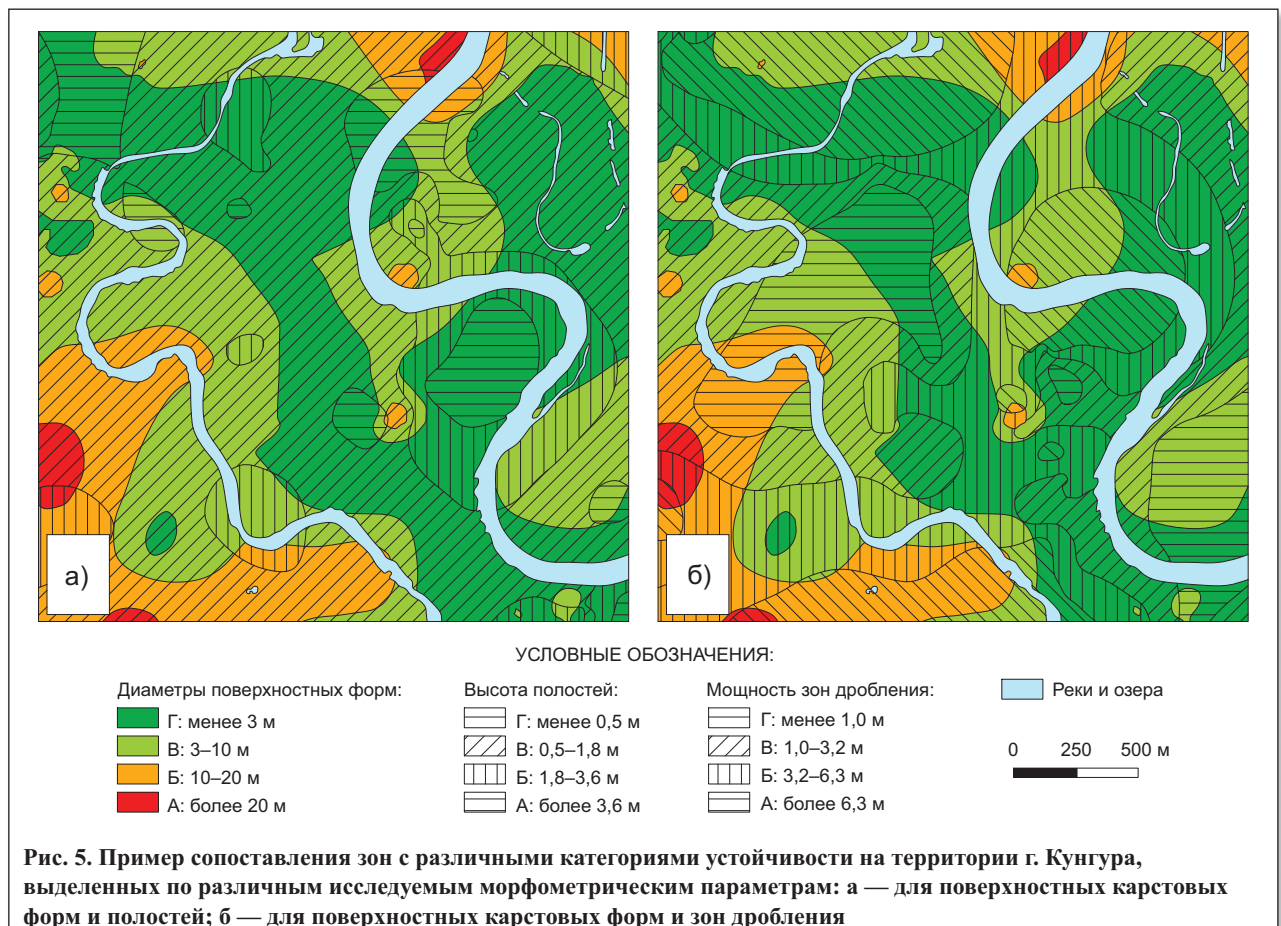 а)
б)
УСЛОВНЫЕ ОБОЗНАЧЕНИЯ:
Диаметры поверхностных форм:
Г: менее 3 м
В: 3–10 м
Б: 10–20 м
А: более 20 м
Высота полостей:
Г: менее 0,5 м
В: 0,5–1,8 м
Б: 1,8–3,6 м
А: более 3,6 м
Мощность зон дробления:
Г: менее 1,0 м
В: 1,0–3,2 м
Б: 3,2–6,3 м
А: более 6,3 м
Реки и озера
0 250 500 м
Рис. 5. Пример сопоставления зон с различными категориями устойчивости на территории г. Кунгура,
выделенных по различным исследуемым морфометрическим параметрам: а — для поверхностных карстовых
форм и полостей; б — для поверхностных карстовых форм и зон дробления